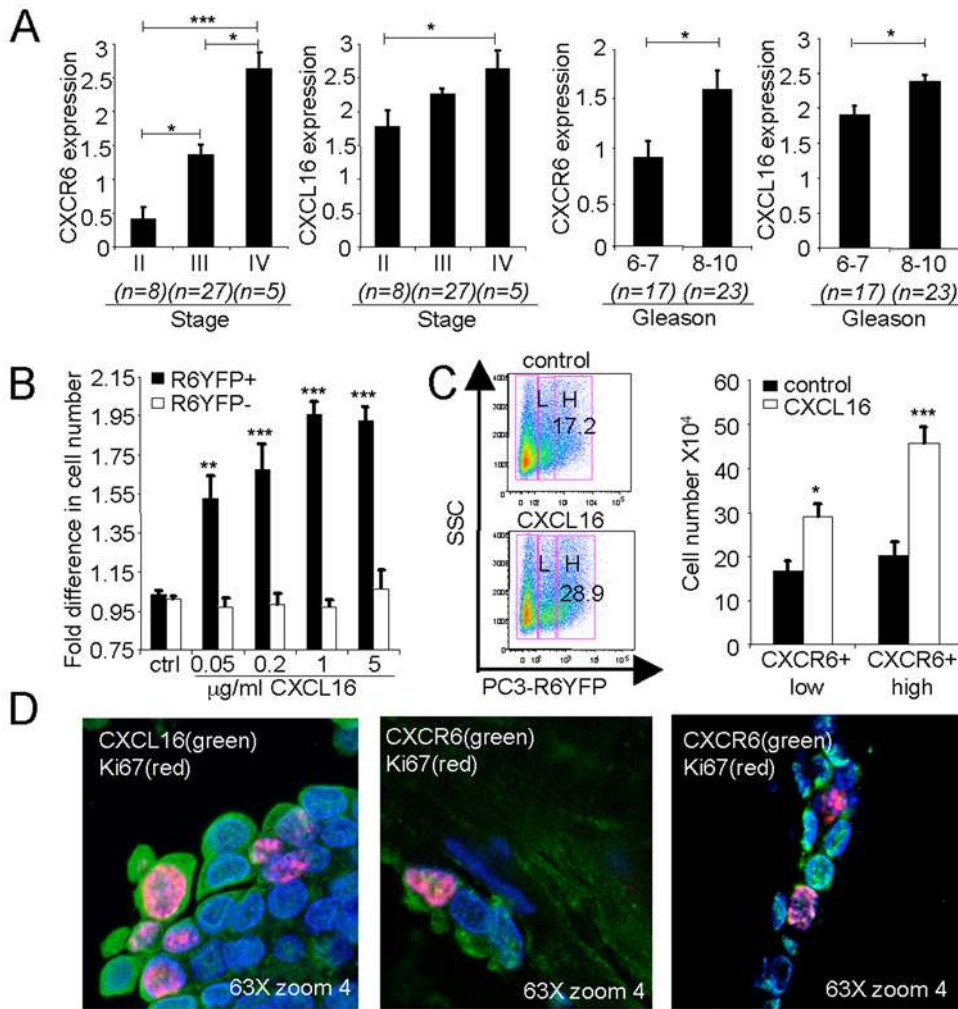 A
CXCR6 expression
3
2.5
2
1.5
1
0.5
0
***
*
*
II III IV
(n=8)(n=27)(n=5)
Stage
CXCL16 expression
3
2.5
2
1.5
1
0.5
0
*
II III IV
(n=8)(n=27)(n=5)
Stage
CXCR6 expression
2
1.5
1
0.5
0
*
6-7 8-10
(n=17) (n=23)
Gleason
CXCL16 expression
3
2.5
2
1.5
1
0.5
0
*
6-7 8-10
(n=17) (n=23)
Gleason
B
Fold difference in cell number
2.15
1.95
1.75
1.55
1.35
1.15
0.95
0.75
R6YFP+
R6YFP-
** *** *** ***
ctrl 0.05 0.2 1 5
μg/ml CXCL16
C
SSC
control
L H
17.2
CXCL16
L H
28.9
PC3-R6YFP
Cell number X10⁴
60
50
40
30
20
10
0
control
CXCL16
*
***
CXCR6+ CXCR6+
low high
D
CXCL16(green)
Ki67(red)
63X zoom 4
CXCR6(green)
Ki67(red)
63X zoom 4
CXCR6(green)
Ki67(red)
63X zoom 4